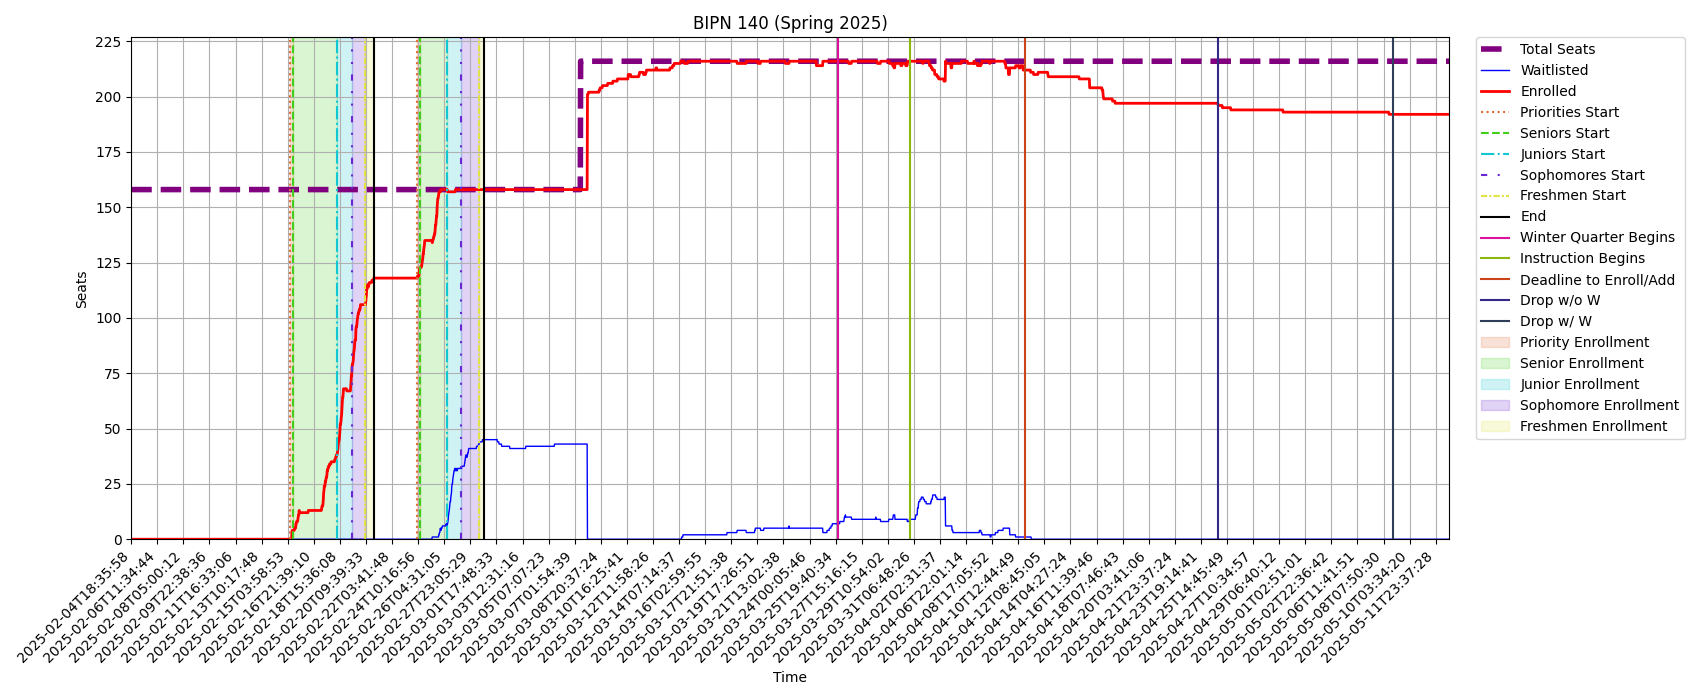 BIPN 140 (Spring 2025)
225
200
175
150
125
100
75
50
25
0
Seats
2025-02-04T18:35:58
2025-02-06T11:34:44
2025-02-08T05:00:12
2025-02-09T22:38:36
2025-02-11T16:33:06
2025-02-13T10:17:48
2025-02-15T03:58:53
2025-02-16T21:39:10
2025-02-18T15:36:08
2025-02-20T09:39:33
2025-02-22T03:41:48
2025-02-24T10:16:56
2025-02-26T04:31:05
2025-02-27T23:05:29
2025-03-01T17:48:33
2025-03-03T12:31:16
2025-03-05T07:07:23
2025-03-07T01:54:39
2025-03-08T20:37:24
2025-03-10T16:25:41
2025-03-12T11:58:26
2025-03-14T07:14:37
2025-03-16T02:59:55
2025-03-17T21:51:38
2025-03-19T17:26:51
2025-03-21T13:02:38
2025-03-24T00:05:46
2025-03-25T19:40:34
2025-03-27T15:16:15
2025-03-29T10:54:02
2025-03-31T06:48:26
2025-04-02T02:31:37
2025-04-06T22:01:14
2025-04-08T17:05:52
2025-04-10T12:44:49
2025-04-12T08:45:05
2025-04-14T04:27:24
2025-04-16T11:39:46
2025-04-18T07:46:43
2025-04-20T03:41:06
2025-04-21T23:37:24
2025-04-23T19:14:41
2025-04-25T14:45:49
2025-04-27T10:34:57
2025-04-29T06:40:12
2025-05-01T02:51:01
2025-05-02T22:36:42
2025-05-06T11:41:51
2025-05-08T07:50:30
2025-05-10T03:34:20
2025-05-11T23:37:28
Time
Total Seats
Waitlisted
Enrolled
Priorities Start
Seniors Start
Juniors Start
Sophomores Start
Freshmen Start
End
Winter Quarter Begins
Instruction Begins
Deadline to Enroll/Add
Drop w/o W
Drop w/ W
Priority Enrollment
Senior Enrollment
Junior Enrollment
Sophomore Enrollment
Freshmen Enrollment